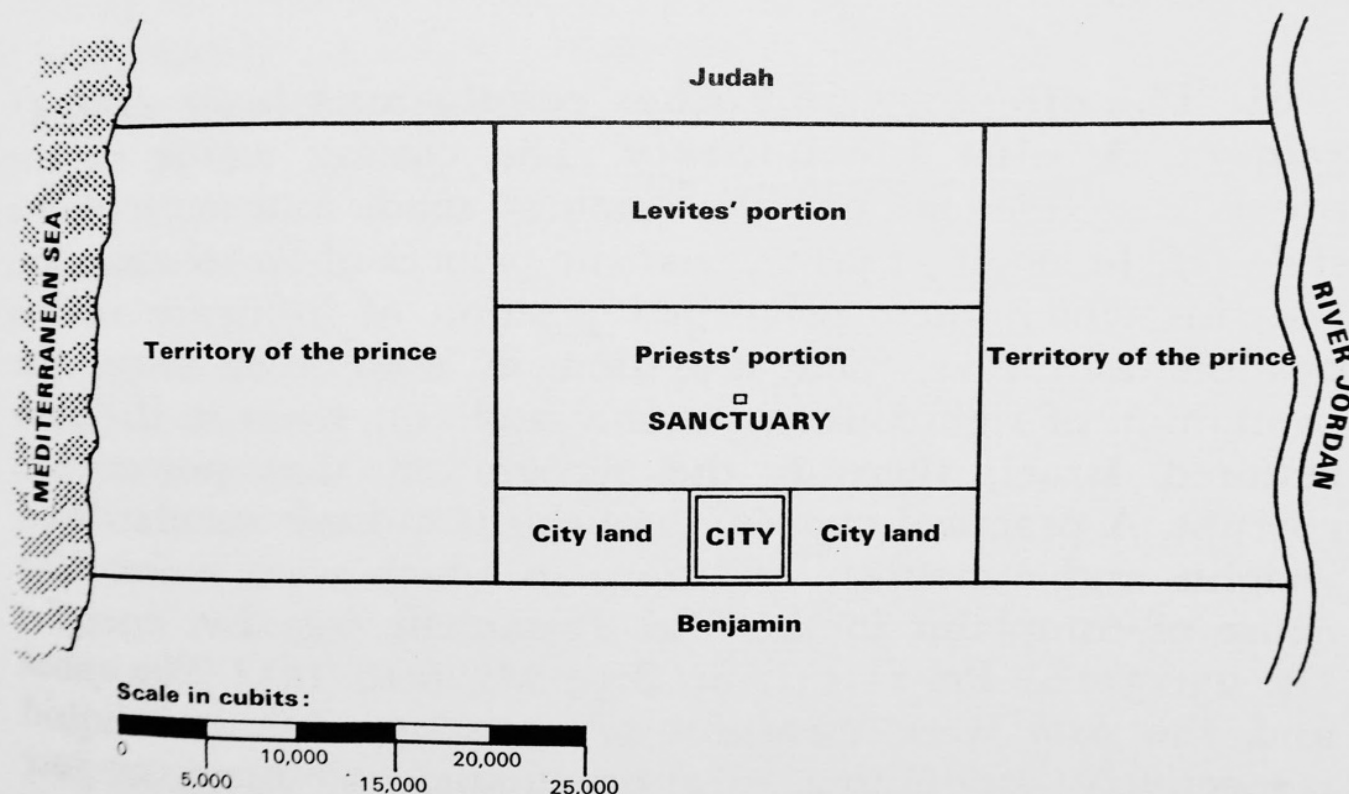 Judah
Levites' portion
MEDITERRANEAN SEA
Territory of the prince
Priests' portion
Territory of the prince
SANCTUARY
RIVER JORDAN
City land
CITY
City land
Benjamin
Scale in cubits:
0
5,000
10,000
15,000
20,000
25,000